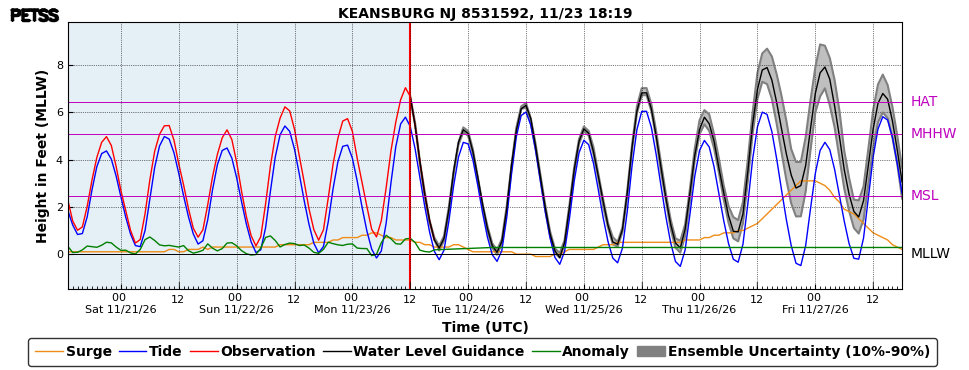 PETSS
KEANSBURG NJ 8531592, 11/23 18:19
Height in Feet (MLLW)
8
6
4
2
0
HAT
MHHW
MSL
MLLW
00 12 00 12 00 12 00 12 00 12 00 12 00 12
Sat 11/21/26 Sun 11/22/26 Mon 11/23/26 Tue 11/24/26 Wed 11/25/26 Thu 11/26/26 Fri 11/27/26
Time (UTC)
Surge Tide Observation Water Level Guidance Anomaly Ensemble Uncertainty (10%-90%)